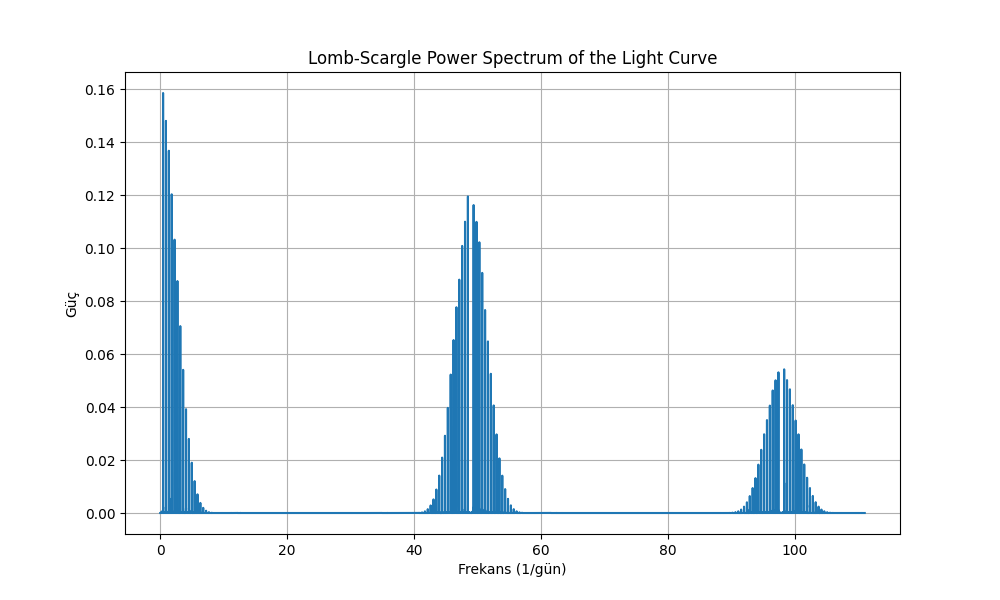 Lomb-Scargle Power Spectrum of the Light Curve
Güç
0.16
0.14
0.12
0.10
0.08
0.06
0.04
0.02
0.00
0 20 40 60 80 100
Frekans (1/gün)